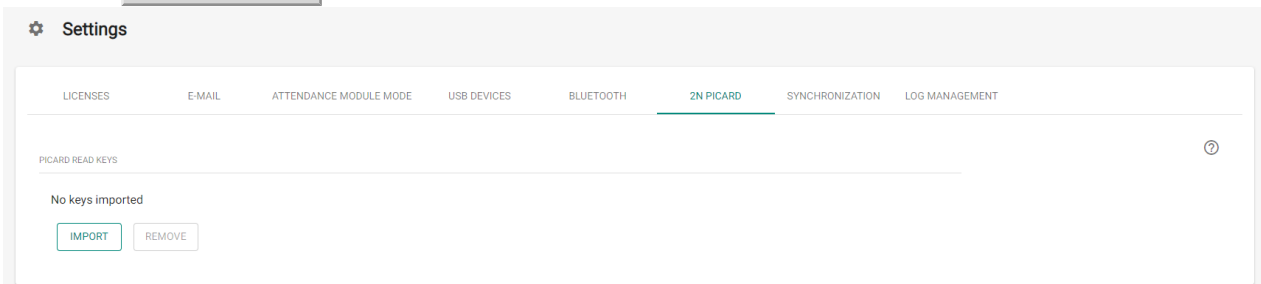 Settings
LICENSES E-MAIL ATTENDANCE MODULE MODE USB DEVICES BLUETOOTH 2N PICARD SYNCHRONIZATION LOG MANAGEMENT
PICARD READ KEYS
No keys imported
IMPORT REMOVE